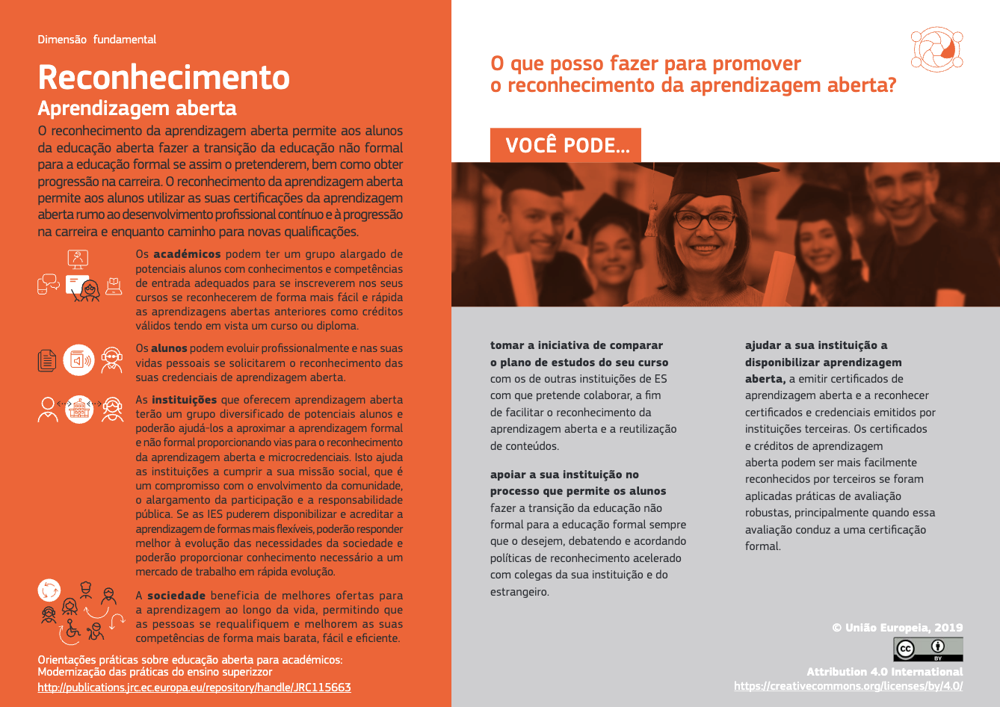 Dimensão fundamental
Reconhecimento
Aprendizagem aberta
O reconhecimento da aprendizagem aberta permite aos alunos
da educação aberta fazer a transição da educação não formal
para a educação formal se assim o pretenderem, bem como obter
progressão na carreira. O reconhecimento da aprendizagem aberta
permite aos alunos utilizar as suas certificações da aprendizagem
aberta rumo ao desenvolvimento profissional contínuo e à progressão
na carreira e enquanto caminho para novas qualificações.
Os académicos podem ter um grupo alargado de
potenciais alunos com conhecimentos e competências
de entrada adequados para se inscreverem nos seus
cursos se reconhecerem de forma mais fácil e rápida
as aprendizagens abertas anteriores como créditos
válidos tendo em vista um curso ou diploma.
Os alunos podem evoluir profissionalmente e nas suas
vidas pessoais se solicitarem o reconhecimento das
suas credenciais de aprendizagem aberta.
As instituições que oferecem aprendizagem aberta
terão um grupo diversificado de potenciais alunos e
poderão ajudá-los a aproximar a aprendizagem formal
e não formal proporcionando vias para o reconhecimento
da aprendizagem aberta e microcredenciais. Isto ajuda
as instituições a cumprir a sua missão social, que é
um compromisso com o envolvimento da comunidade,
o alargamento da participação e a responsabilidade
pública. Se as IES puderem disponibilizar e acreditar a
aprendizagem de formas mais flexíveis, poderão responder
melhor à evolução das necessidades da sociedade e
poderão proporcionar conhecimento necessário a um
mercado de trabalho em rápida evolução.
A sociedade beneficia de melhores ofertas para
a aprendizagem ao longo da vida, permitindo que
as pessoas se requalifiquem e melhorem as suas
competências de forma mais barata, fácil e eficiente.
Orientações práticas sobre educação aberta para académicos:
Modernização das práticas do ensino superizzor
http://publications.jrc.ec.europa.eu/repository/handle/JRC115663
O que posso fazer para promover
o reconhecimento da aprendizagem aberta?
VOCÊ PODE...
tomar a iniciativa de comparar
o plano de estudos do seu curso
com os de outras instituições de ES
com que pretende colaborar, a fim
de facilitar o reconhecimento da
aprendizagem aberta e a reutilização
de conteúdos.
apoiar a sua instituição no
processo que permite os alunos
fazer a transição da educação não
formal para a educação formal sempre
que o desejem, debatendo e acordando
políticas de reconhecimento acelerado
com colegas da sua instituição e do
estrangeiro.
ajudar a sua instituição a
disponibilizar aprendizagem
aberta, a emitir certificados de
aprendizagem aberta e a reconhecer
certificados e credenciais emitidos por
instituições terceiras. Os certificados
e créditos de aprendizagem
aberta podem ser mais facilmente
reconhecidos por terceiros se foram
aplicadas práticas de avaliação
robustas, principalmente quando essa
avaliação conduz a uma certificação
formal.
© União Europeia, 2019
cc
BY
Attribution 4.0 International
https://creativecommons.org/licenses/by/4.0/